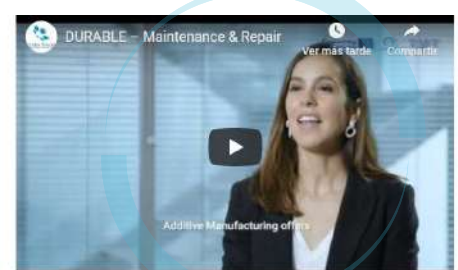 DURABLE – Maintenance & Repair
Ver más tarde
Compartir
Additive Manufacturing offers